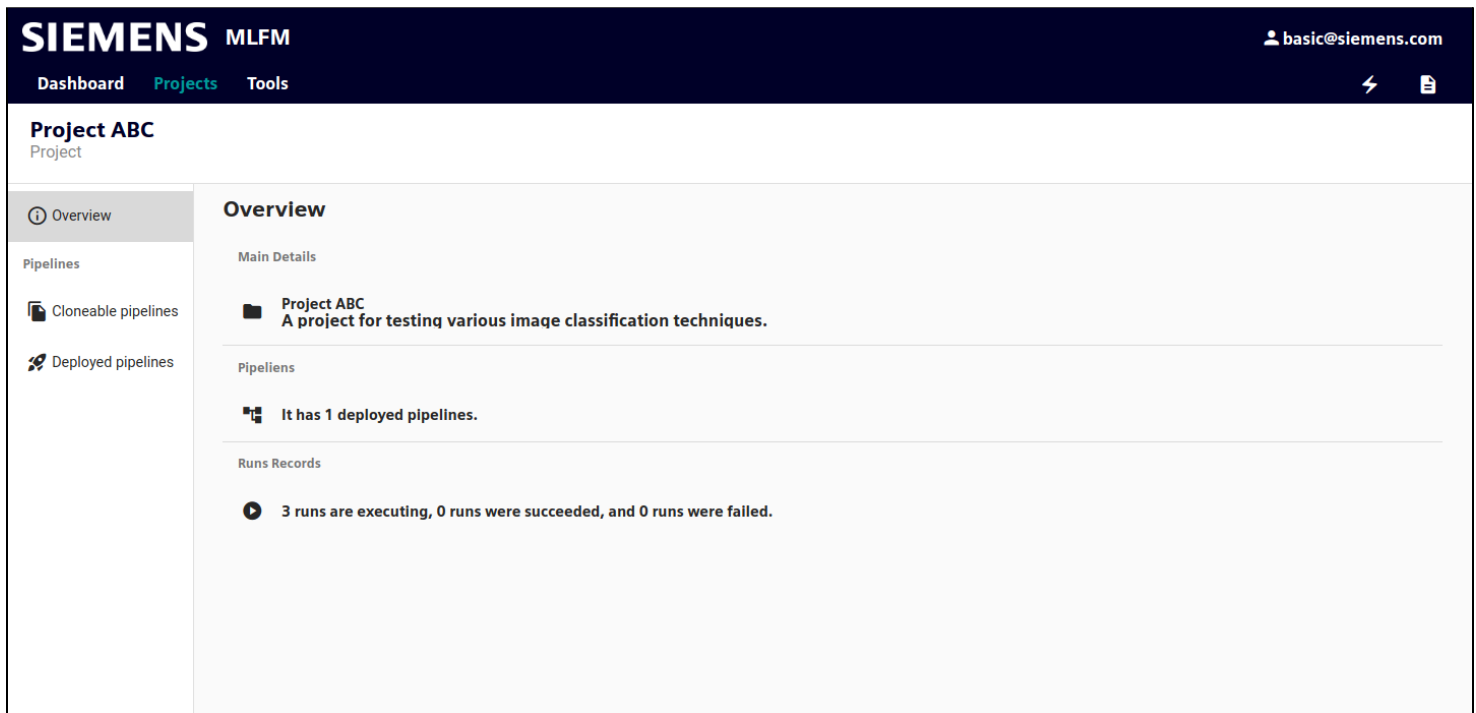 SIEMENS MLFM
basic@siemens.com
Dashboard Projects Tools
Project ABC
Project
Overview
Pipelines
Cloneable pipelines
Deployed pipelines
Overview
Main Details
Project ABC
A project for testing various image classification techniques.
Pipeliens
It has 1 deployed pipelines.
Runs Records
3 runs are executing, 0 runs were succeeded, and 0 runs were failed.